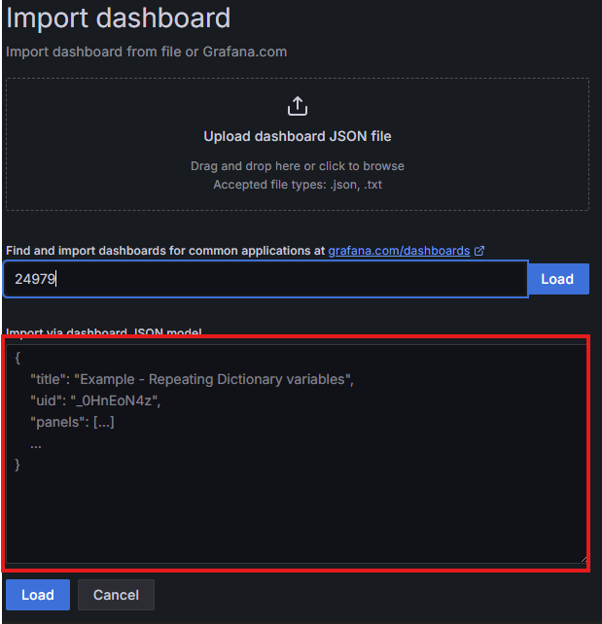 Import dashboard
Import dashboard from file or Grafana.com
Upload dashboard JSON file
Drag and drop here or click to browse
Accepted file types: .json, .txt
Find and import dashboards for common applications at grafana.com/dashboards
24979
Load
Import via dashboard JSON model
{
"title": "Example - Repeating Dictionary variables",
"uid": "_0HnEoN4z",
"panels": [...]
...
}
Load
Cancel